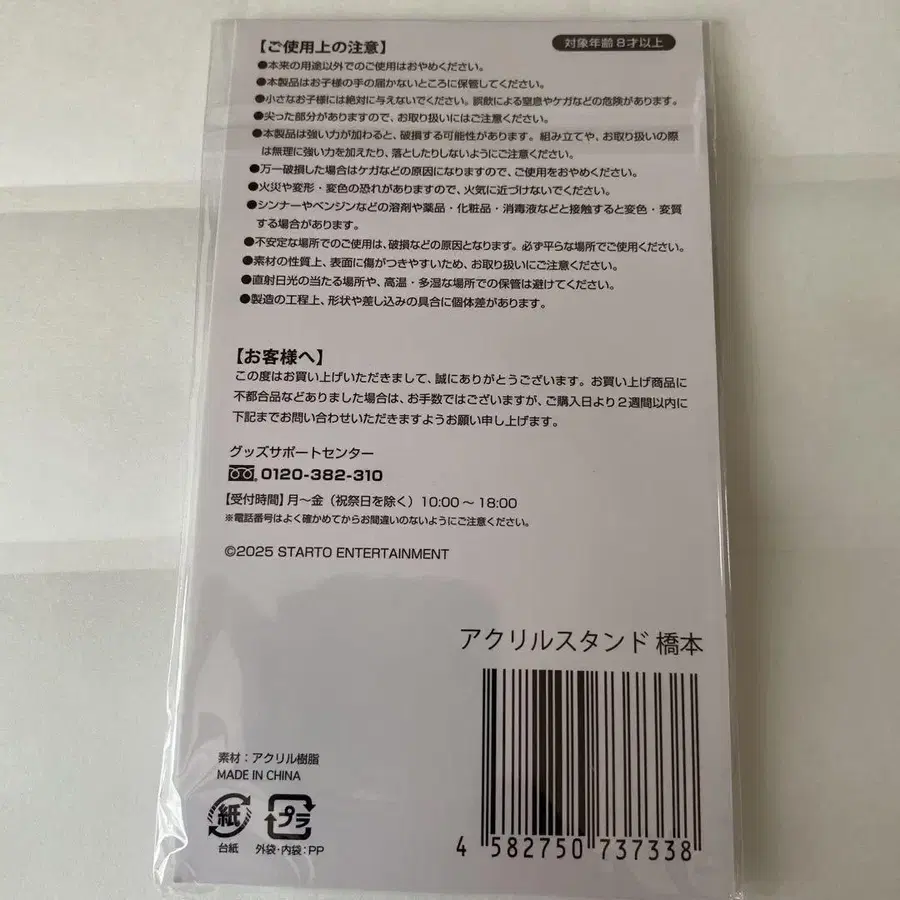 【ご使用上の注意】
対象年齢 8才以上
●本来の用途以外でのご使用はおやめください。
●本製品はお子様の手の届かないところに保管してください。
●小さなお子様には絶対に与えないでください。誤飲による窒息やケガなどの危険があります。
●尖った部分がありますので、お取り扱いにはご注意ください。
●本製品は強い力が加わると、破損する可能性があります。組み立てや、お取り扱いの際
は無理に強い力を加えたり、落としたりしないようにご注意ください。
●万一破損した場合はケガなどの原因になりますので、ご使用をおやめください。
●火災や変形・変色の恐れがありますので、火気に近づけないでください。
●シンナーやベンジンなどの溶剤や薬品・化粧品・消毒液などと接触すると変色・変質
する場合があります。
●不安定な場所でのご使用は、破損などの原因となります。必ず平らな場所でご使用ください。
●素材の性質上、表面に傷がつきやすいため、お取り扱いにご注意ください。
●直射日光の当たる場所や、高温・多湿な場所での保管は避けてください。
●製造の工程上、形状や差し込みの具合に個体差があります。
【お客様へ】
この度はお買い上げいただきまして、誠にありがとうございます。お買い上げ商品に
不都合品などありました場合は、お手数ではございますが、ご購入日より2週間以内に
下記までお問い合わせいただきますようお願い申し上げます。
グッズサポートセンター
0120-382-310
【受付時間】月〜金（祝祭日を除く）10:00〜18:00
※電話番号はよく確かめてからお間違いのないようにご注意ください。
©2025 STARTO ENTERTAINMENT
アクリルスタンド 橋本
素材：アクリル樹脂
MADE IN CHINA
紙
プラ
台紙
外袋・内袋：PP
4 582750 737338